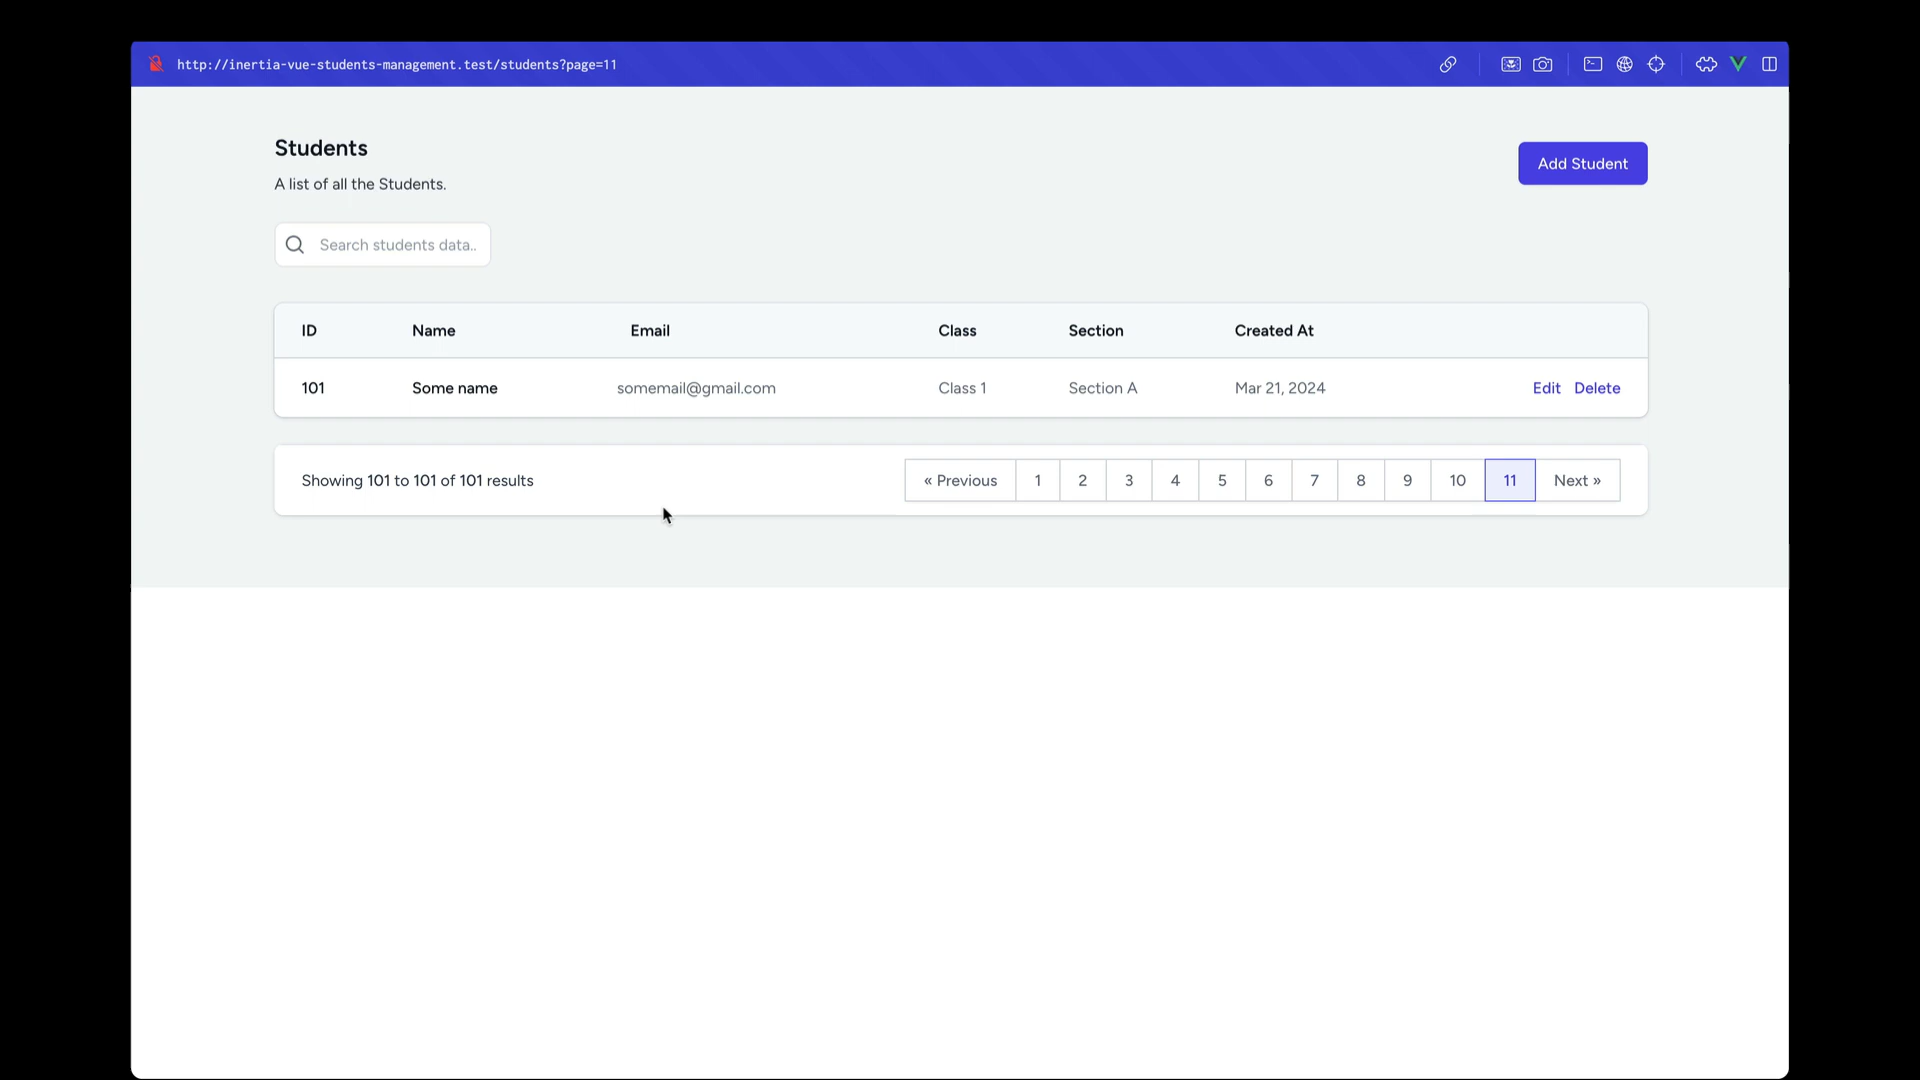 http://inertia-vue-students-management.test/students?page=11
Students
A list of all the Students.
Add Student
Search students data..
ID Name Email Class Section Created At
101 Some name somemail@gmail.com Class 1 Section A Mar 21, 2024 Edit Delete
Showing 101 to 101 of 101 results « Previous 1 2 3 4 5 6 7 8 9 10 11 Next »